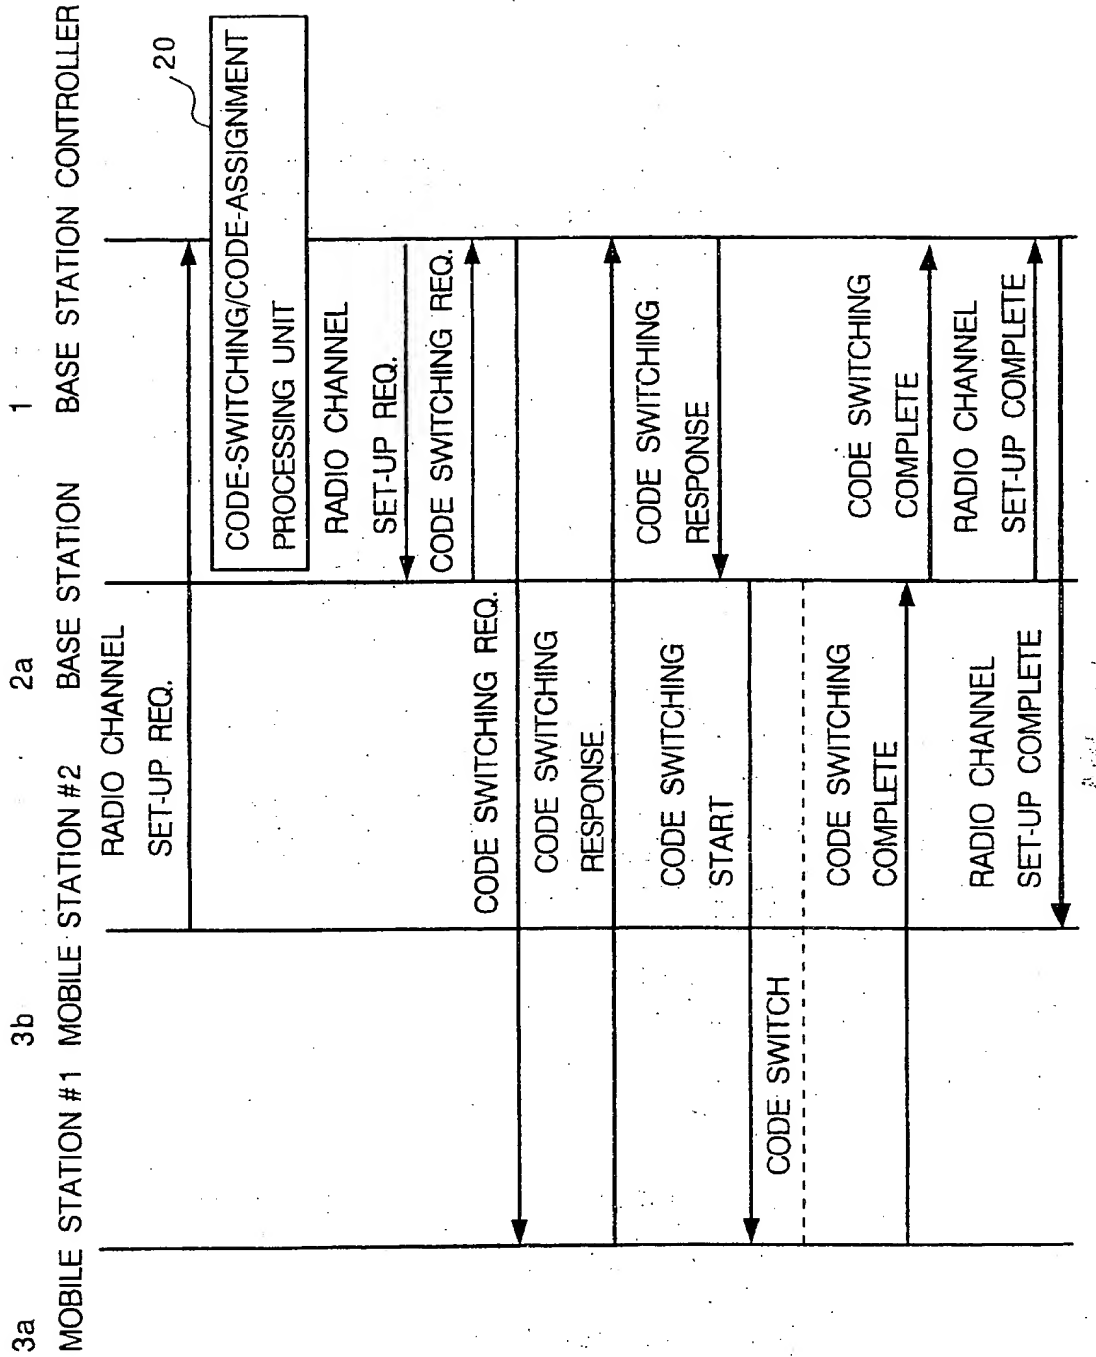 3a
3b
2a
1
MOBILE STATION #1
MOBILE STATION #2
BASE STATION
BASE STATION CONTROLLER
RADIO CHANNEL
SET-UP REQ.
20
CODE-SWITCHING/CODE-ASSIGNMENT
PROCESSING UNIT
RADIO CHANNEL
SET-UP REQ.
CODE SWITCHING REQ.
CODE SWITCHING REQ.
CODE SWITCHING
RESPONSE
CODE SWITCHING
RESPONSE
CODE SWITCHING
START
CODE SWITCH
CODE SWITCHING
COMPLETE
CODE SWITCHING
COMPLETE
RADIO CHANNEL
SET-UP COMPLETE
RADIO CHANNEL
SET-UP COMPLETE